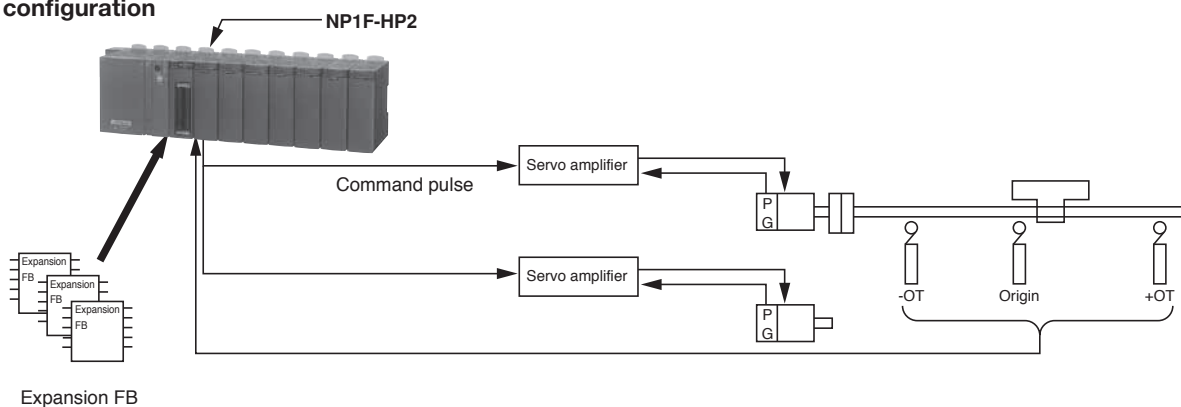 configuration
NP1F-HP2
Servo amplifier
Command pulse
P
G
-OT
Origin
+OT
Servo amplifier
P
G
Expansion
FB
Expansion
FB
Expansion
FB
Expansion FB